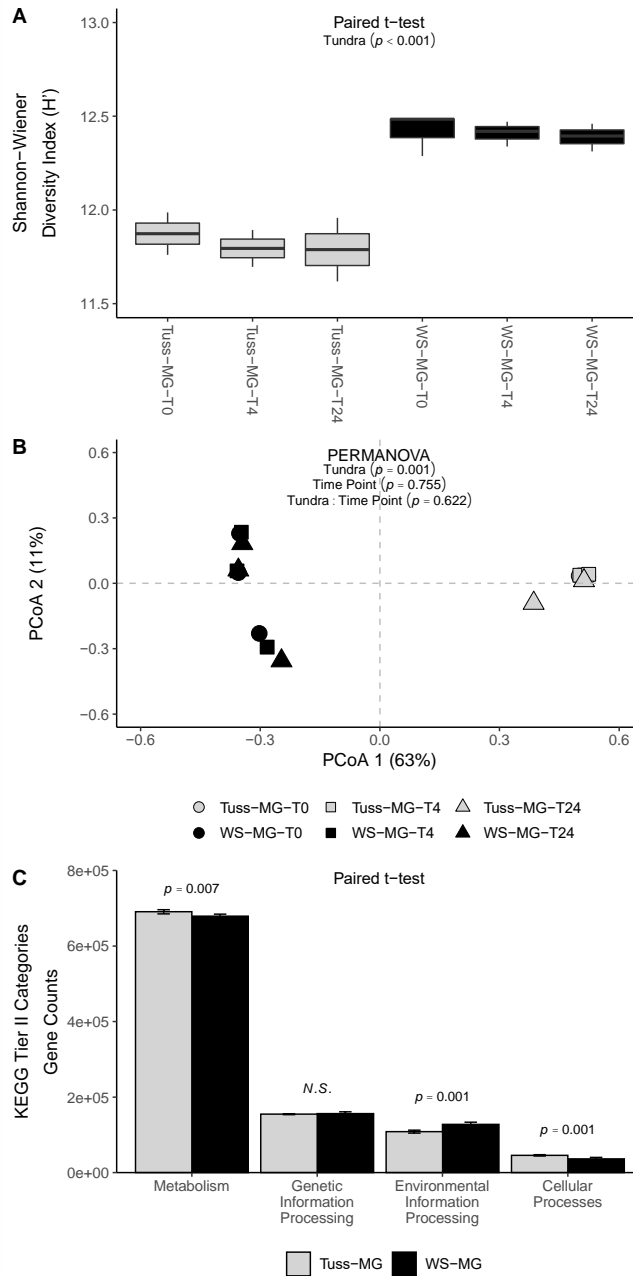 A
Paired t-test
Tundra (p < 0.001)
Shannon−Wiener
Diversity Index (H')
13.0
12.5
12.0
11.5
Tuss−MG−T0
Tuss−MG−T4
Tuss−MG−T24
WS−MG−T0
WS−MG−T4
WS−MG−T24
B
PERMANOVA
Tundra (p = 0.001)
Time Point (p = 0.755)
Tundra : Time Point (p = 0.622)
PCoA 2 (11%)
0.6
0.3
0.0
−0.3
−0.6
−0.6
−0.3
0.0
0.3
0.6
PCoA 1 (63%)
Tuss−MG−T0
Tuss−MG−T4
Tuss−MG−T24
WS−MG−T0
WS−MG−T4
WS−MG−T24
C
Paired t-test
KEGG Tier II Categories
Gene Counts
8e+05
6e+05
4e+05
2e+05
0e+00
p = 0.007
N.S.
p = 0.001
p = 0.001
Metabolism
Genetic
Information
Processing
Environmental
Information
Processing
Cellular
Processes
Tuss−MG
WS−MG